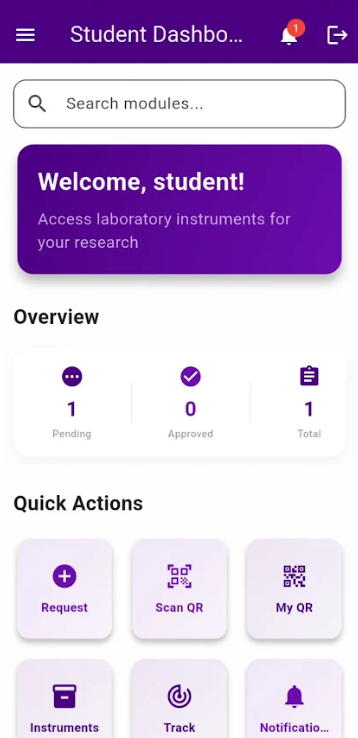 Student Dashbo...
1
Search modules...
Welcome, student!
Access laboratory instruments for
your research
Overview
1 0 1
Pending Approved Total
Quick Actions
Request Scan QR My QR
Instruments Track Notificatio...